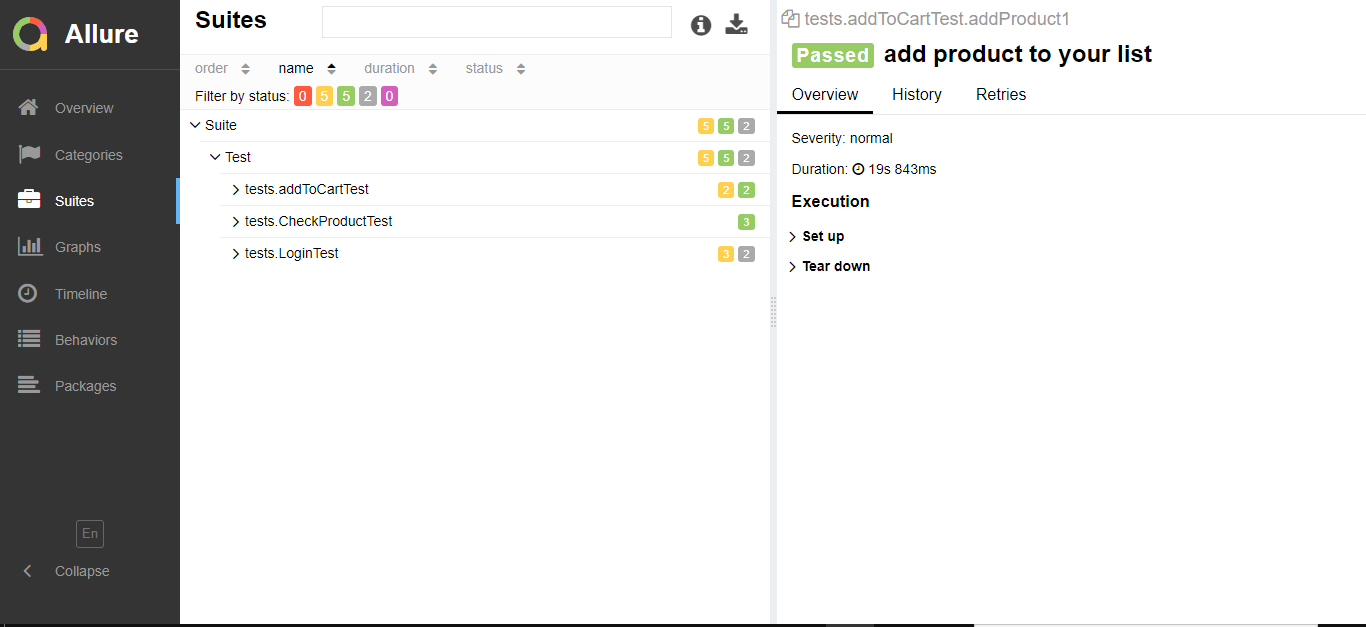 Allure
Overview
Categories
Suites
Graphs
Timeline
Behaviors
Packages
En
Collapse
Suites
order name duration status
Filter by status: 0 5 5 2 0
Suite 5 5 2
Test 5 5 2
tests.addToCartTest 2 2
tests.CheckProductTest 3
tests.LoginTest 3 2
tests.addToCartTest.addProduct1
Passed add product to your list
Overview History Retries
Severity: normal
Duration: 19s 843ms
Execution
Set up
Tear down